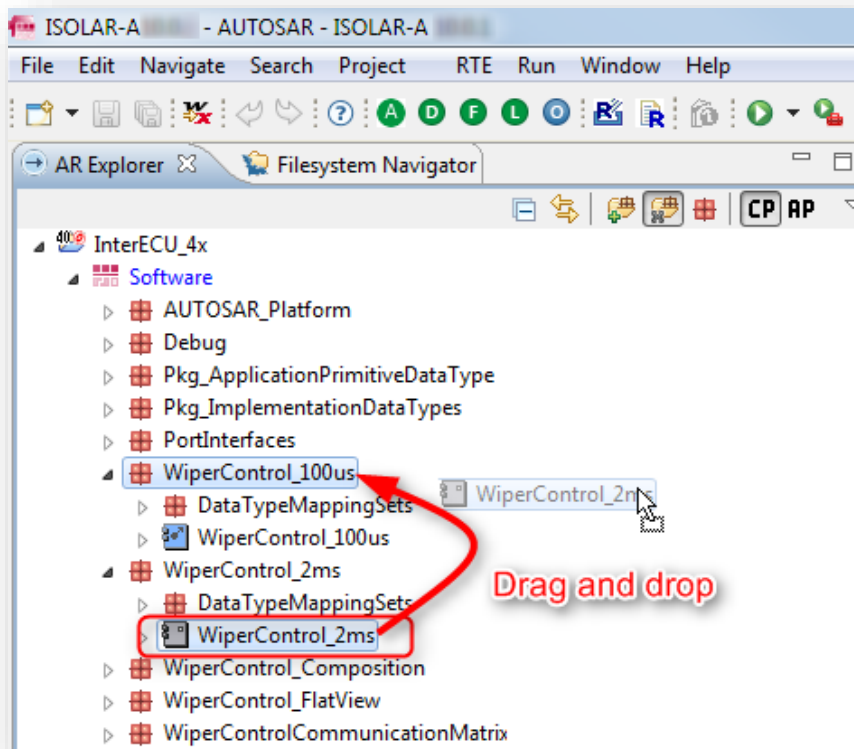 ISOLAR-A - AUTOSAR - ISOLAR-A
File Edit Navigate Search Project RTE Run Window Help
A D F L O
AR Explorer Filesystem Navigator
CP AP
InterECU_4x
Software
AUTOSAR_Platform
Debug
Pkg_ApplicationPrimitiveDataType
Pkg_ImplementationDataTypes
PortInterfaces
WiperControl_100us
WiperControl_2ms
DataTypeMappingSets
WiperControl_100us
WiperControl_2ms
Drag and drop
DataTypeMappingSets
WiperControl_2ms
WiperControl_Composition
WiperControl_FlatView
WiperControlCommunicationMatrix